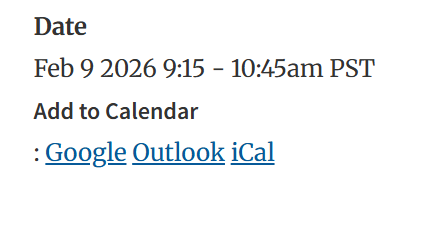 Date
Feb 9 2026 9:15 - 10:45am PST
Add to Calendar
: Google Outlook iCal